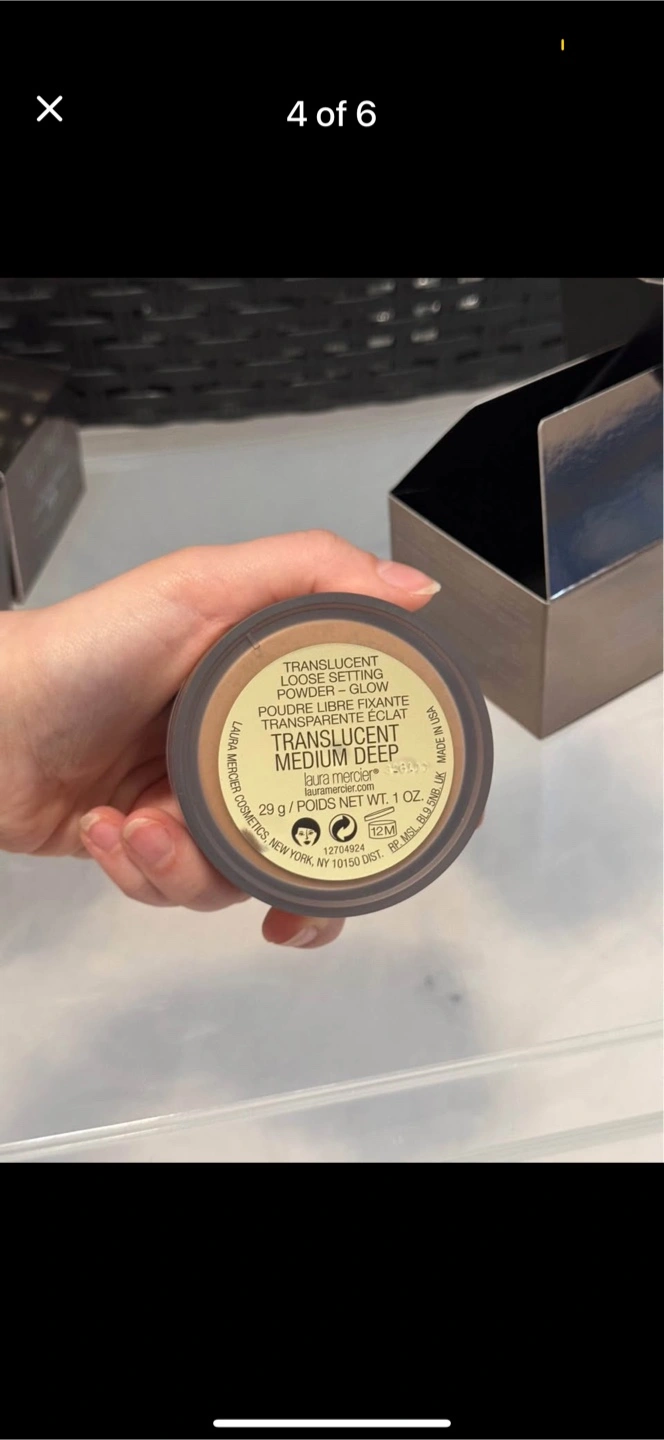 4 of 6
TRANSLUCENT
LOOSE SETTING
POWDER – GLOW
POUDRE LIBRE FIXANTE
TRANSPARENTE ÉCLAT
TRANSLUCENT
MEDIUM DEEP
laura mercier®
lauramercier.com
29 g / POIDS NET WT. 1 OZ.
12M
12704924
LAURA MERCIER COSMETICS, NEW YORK, NY 10150 DIST. RP. MSL. BL9 5NB. UK MADE IN USA